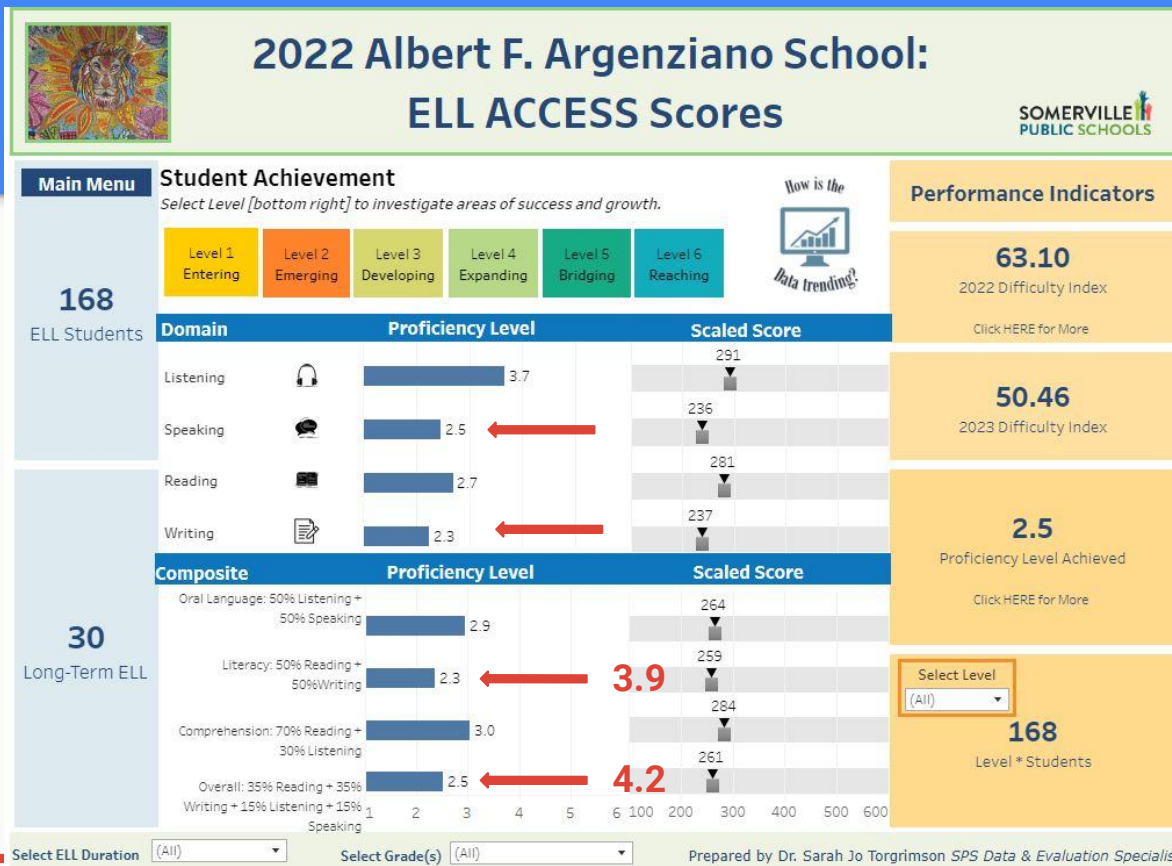 2022 Albert F. Argenziano School:
ELL ACCESS Scores
SOMERVILLE
PUBLIC SCHOOLS
Main Menu
168
ELL Students
30
Long-Term ELL
Student Achievement
Select Level [bottom right] to investigate areas of success and growth.
How is the
Data trending?
Level 1
Entering
Level 2
Emerging
Level 3
Developing
Level 4
Expanding
Level 5
Bridging
Level 6
Reaching
Domain Proficiency Level Scaled Score
Listening 3.7 291
Speaking 2.5 236
Reading 2.7 281
Writing 2.3 237
Composite Proficiency Level Scaled Score
Oral Language: 50% Listening +
50% Speaking
2.9 264
Literacy: 50% Reading +
50%Writing
2.3 3.9 259
Comprehension: 70% Reading +
30% Listening
3.0 284
Overall: 35% Reading + 35%
Writing + 15% Listening + 15%
Speaking
2.5 4.2 261
1 2 3 4 5 6 100 200 300 400 500 600
Performance Indicators
63.10
2022 Difficulty Index
Click HERE for More
50.46
2023 Difficulty Index
2.5
Proficiency Level Achieved
Click HERE for More
Select Level
(All)
168
Level * Students
Select ELL Duration (All) Select Grade(s) (All) Prepared by Dr. Sarah Jo Torgrimson SPS Data & Evaluation Specialis